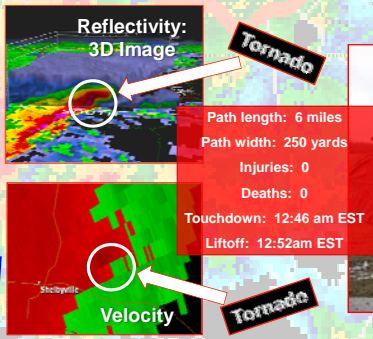 Reflectivity:
3D Image
Tornado
Path length: 6 miles
Path width: 250 yards
Injuries: 0
Deaths: 0
Touchdown: 12:46 am EST
Liftoff: 12:52am EST
Shelbyville
Velocity
Tornado